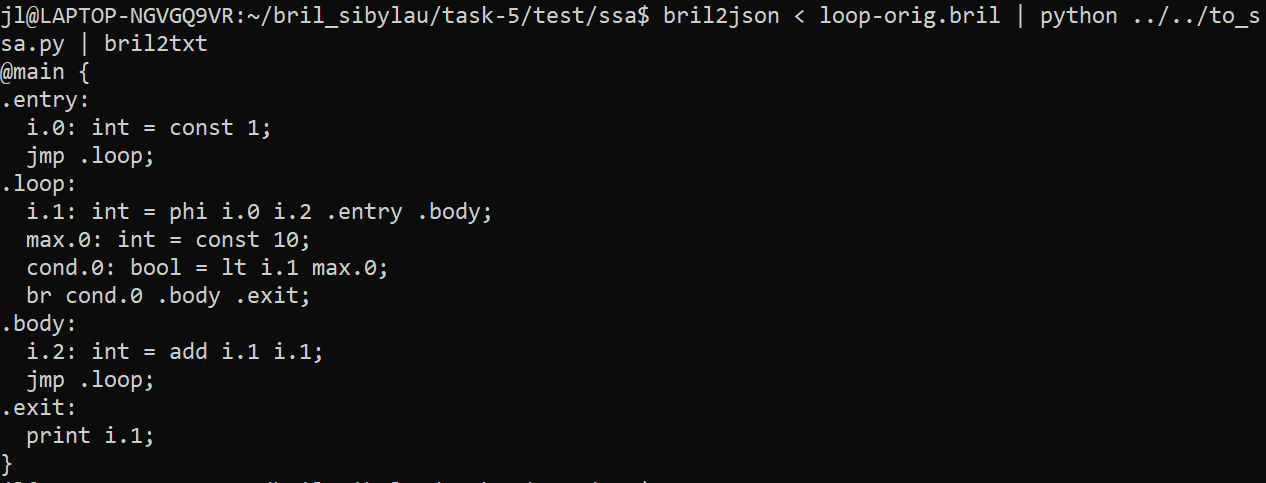 jl@LAPTOP-NGVGQ9VR:~/bril_sibylau/task-5/test/ssa$ bril2json < loop-orig.bril | python ../../to_s
sa.py | bril2txt
@main {
.entry:
  i.0: int = const 1;
  jmp .loop;
.loop:
  i.1: int = phi i.0 i.2 .entry .body;
  max.0: int = const 10;
  cond.0: bool = lt i.1 max.0;
  br cond.0 .body .exit;
.body:
  i.2: int = add i.1 i.1;
  jmp .loop;
.exit:
  print i.1;
}